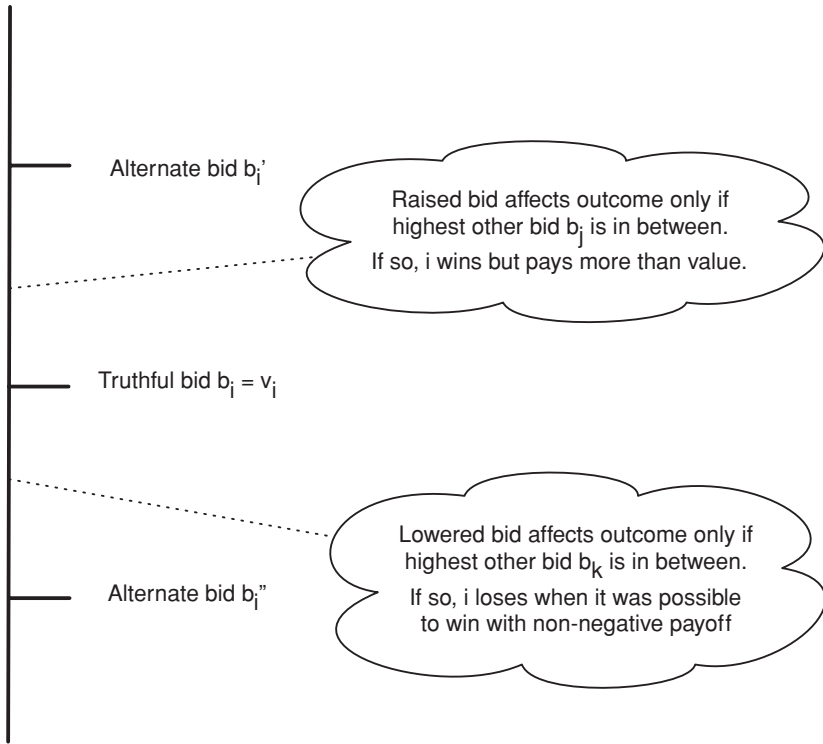 Alternate bid b_i'
Raised bid affects outcome only if
highest other bid b_j is in between.
If so, i wins but pays more than value.
Truthful bid b_i = v_i
Lowered bid affects outcome only if
highest other bid b_k is in between.
If so, i loses when it was possible
to win with non-negative payoff
Alternate bid b_i"